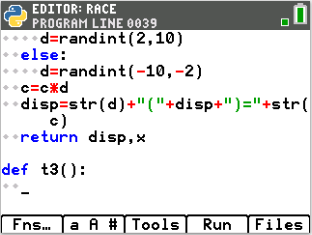 EDITOR: RACE
PROGRAM LINE 0039
d=randint(2,10)
else:
d=randint(-10,-2)
c=c*d
disp=str(d)+"("+disp+")="+str(
c)
return disp,x
def t3():
_
Fns… a A # Tools Run Files